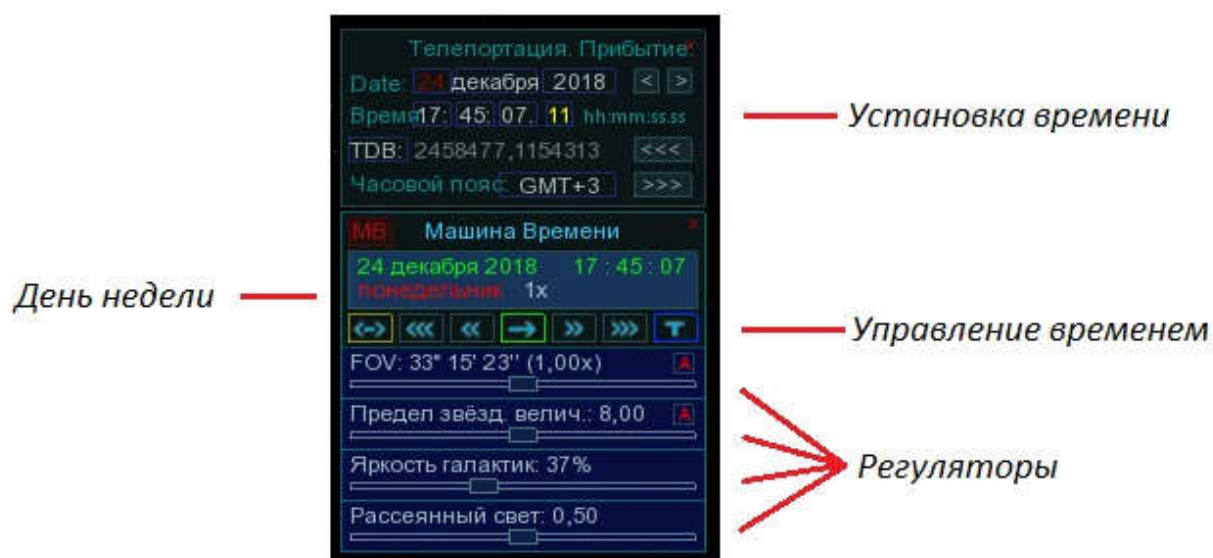 Телепортация. Прибытие:
Date: 24 декабря 2018 < >
Время 17: 45: 07. 11 hh:mm:ss.ss
TDB: 2458477,1154313 <<<
Часовой пояс: GMT+3 >>>
Установка времени
МВ Машина Времени x
24 декабря 2018 17 : 45 : 07
понедельник 1x
День недели
<-> <<< << → >> >>> T
Управление временем
FOV: 33° 15' 23'' (1,00x) A
Предел звёзд. велич.: 8,00 A
Яркость галактик: 37%
Регуляторы
Рассеянный свет: 0,50